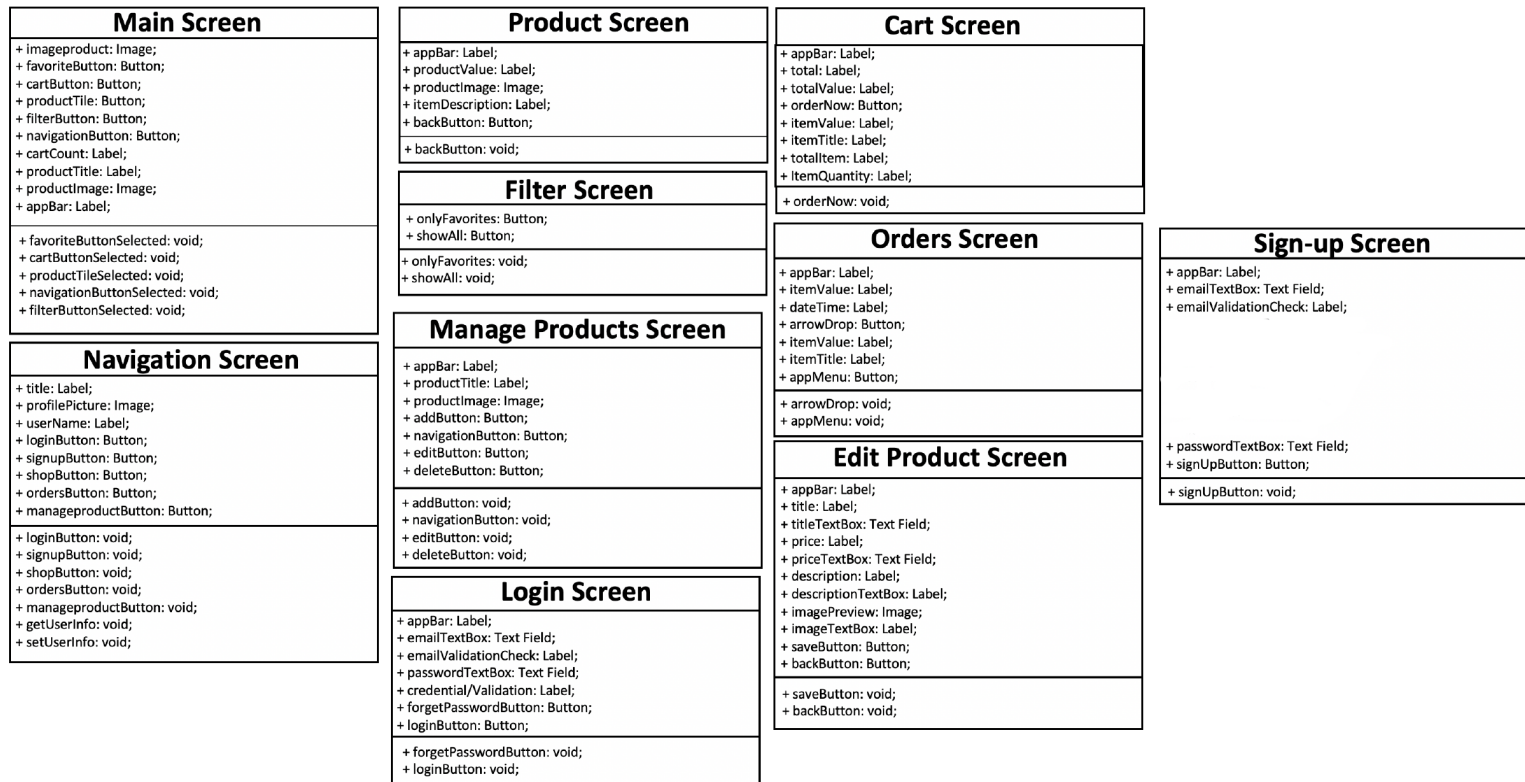 Main Screen
+ imageproduct: Image;
+ favoriteButton: Button;
+ cartButton: Button;
+ productTile: Button;
+ filterButton: Button;
+ navigationButton: Button;
+ cartCount: Label;
+ productTitle: Label;
+ productImage: Image;
+ appBar: Label;
+ favoriteButtonSelected: void;
+ cartButtonSelected: void;
+ productTileSelected: void;
+ navigationButtonSelected: void;
+ filterButtonSelected: void;
Navigation Screen
+ title: Label;
+ profilePicture: Image;
+ userName: Label;
+ loginButton: Button;
+ signupButton: Button;
+ shopButton: Button;
+ ordersButton: Button;
+ manageproductButton: Button;
+ loginButton: void;
+ signupButton: void;
+ shopButton: void;
+ ordersButton: void;
+ manageproductButton: void;
+ getUserInfo: void;
+ setUserInfo: void;
Product Screen
+ appBar: Label;
+ productValue: Label;
+ productImage: Image;
+ itemDescription: Label;
+ backButton: Button;
+ backButton: void;
Filter Screen
+ onlyFavorites: Button;
+ showAll: Button;
+ onlyFavorites: void;
+ showAll: void;
Manage Products Screen
+ appBar: Label;
+ productTitle: Label;
+ productImage: Image;
+ addButton: Button;
+ navigationButton: Button;
+ editButton: Button;
+ deleteButton: Button;
+ addButton: void;
+ navigationButton: void;
+ editButton: void;
+ deleteButton: void;
Login Screen
+ appBar: Label;
+ emailTextBox: Text Field;
+ emailValidationCheck: Label;
+ passwordTextBox: Text Field;
+ credential/Validation: Label;
+ forgetPasswordButton: Button;
+ loginButton: Button;
+ forgetPasswordButton: void;
+ loginButton: void;
Cart Screen
+ appBar: Label;
+ total: Label;
+ totalValue: Label;
+ orderNow: Button;
+ itemValue: Label;
+ itemTitle: Label;
+ totalItem: Label;
+ ItemQuantity: Label;
+ orderNow: void;
Orders Screen
+ appBar: Label;
+ itemValue: Label;
+ dateTime: Label;
+ arrowDrop: Button;
+ itemValue: Label;
+ itemTitle: Label;
+ appMenu: Button;
+ arrowDrop: void;
+ appMenu: void;
Edit Product Screen
+ appBar: Label;
+ title: Label;
+ titleTextBox: Text Field;
+ price: Label;
+ priceTextBox: Text Field;
+ description: Label;
+ descriptionTextBox: Label;
+ imagePreview: Image;
+ imageTextBox: Label;
+ saveButton: Button;
+ backButton: Button;
+ saveButton: void;
+ backButton: void;
Sign-up Screen
+ appBar: Label;
+ emailTextBox: Text Field;
+ emailValidationCheck: Label;
+ passwordTextBox: Text Field;
+ signUpButton: Button;
+ signUpButton: void;